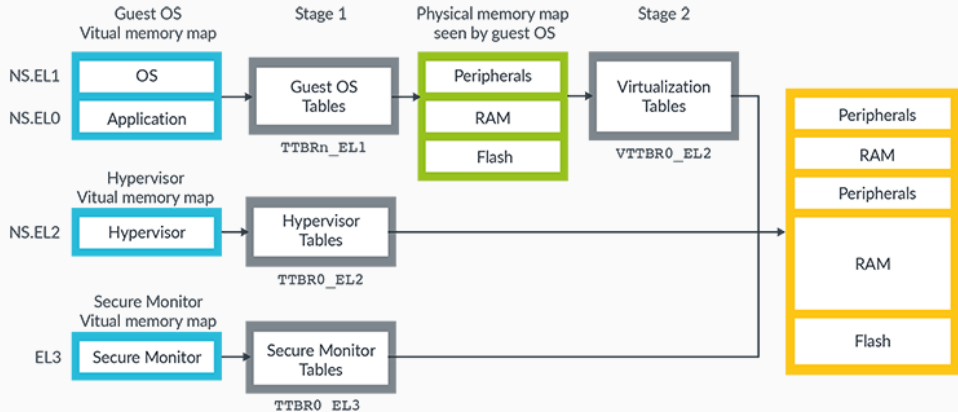 Guest OS
Vitual memory map
Stage 1
Physical memory map
seen by guest OS
Stage 2
NS.EL1
OS
NS.EL0
Application
Guest OS
Tables
TTBRn_EL1
Peripherals
RAM
Flash
Virtualization
Tables
VTTBR0_EL2
Peripherals
RAM
Peripherals
RAM
Flash
Hypervisor
Vitual memory map
NS.EL2
Hypervisor
Hypervisor
Tables
TTBR0_EL2
Secure Monitor
Vitual memory map
EL3
Secure Monitor
Secure Monitor
Tables
TTBR0_EL3